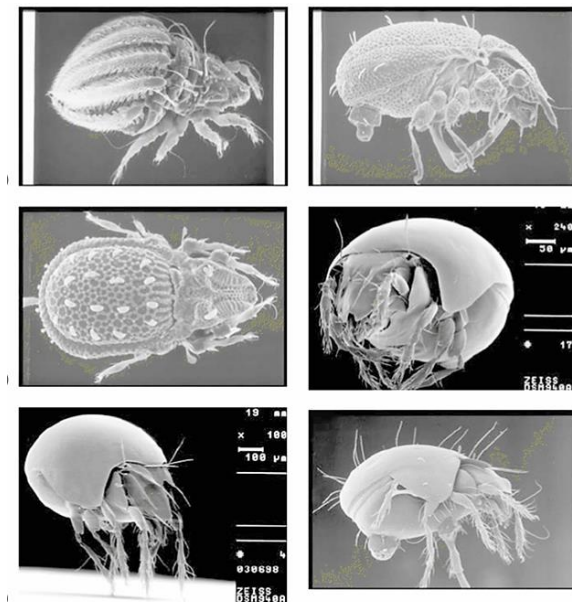 × 240
50 µm
17
ZEISS
DSM940A
19 mm
× 100
100 µm
4
030698
ZEISS
DSM940A